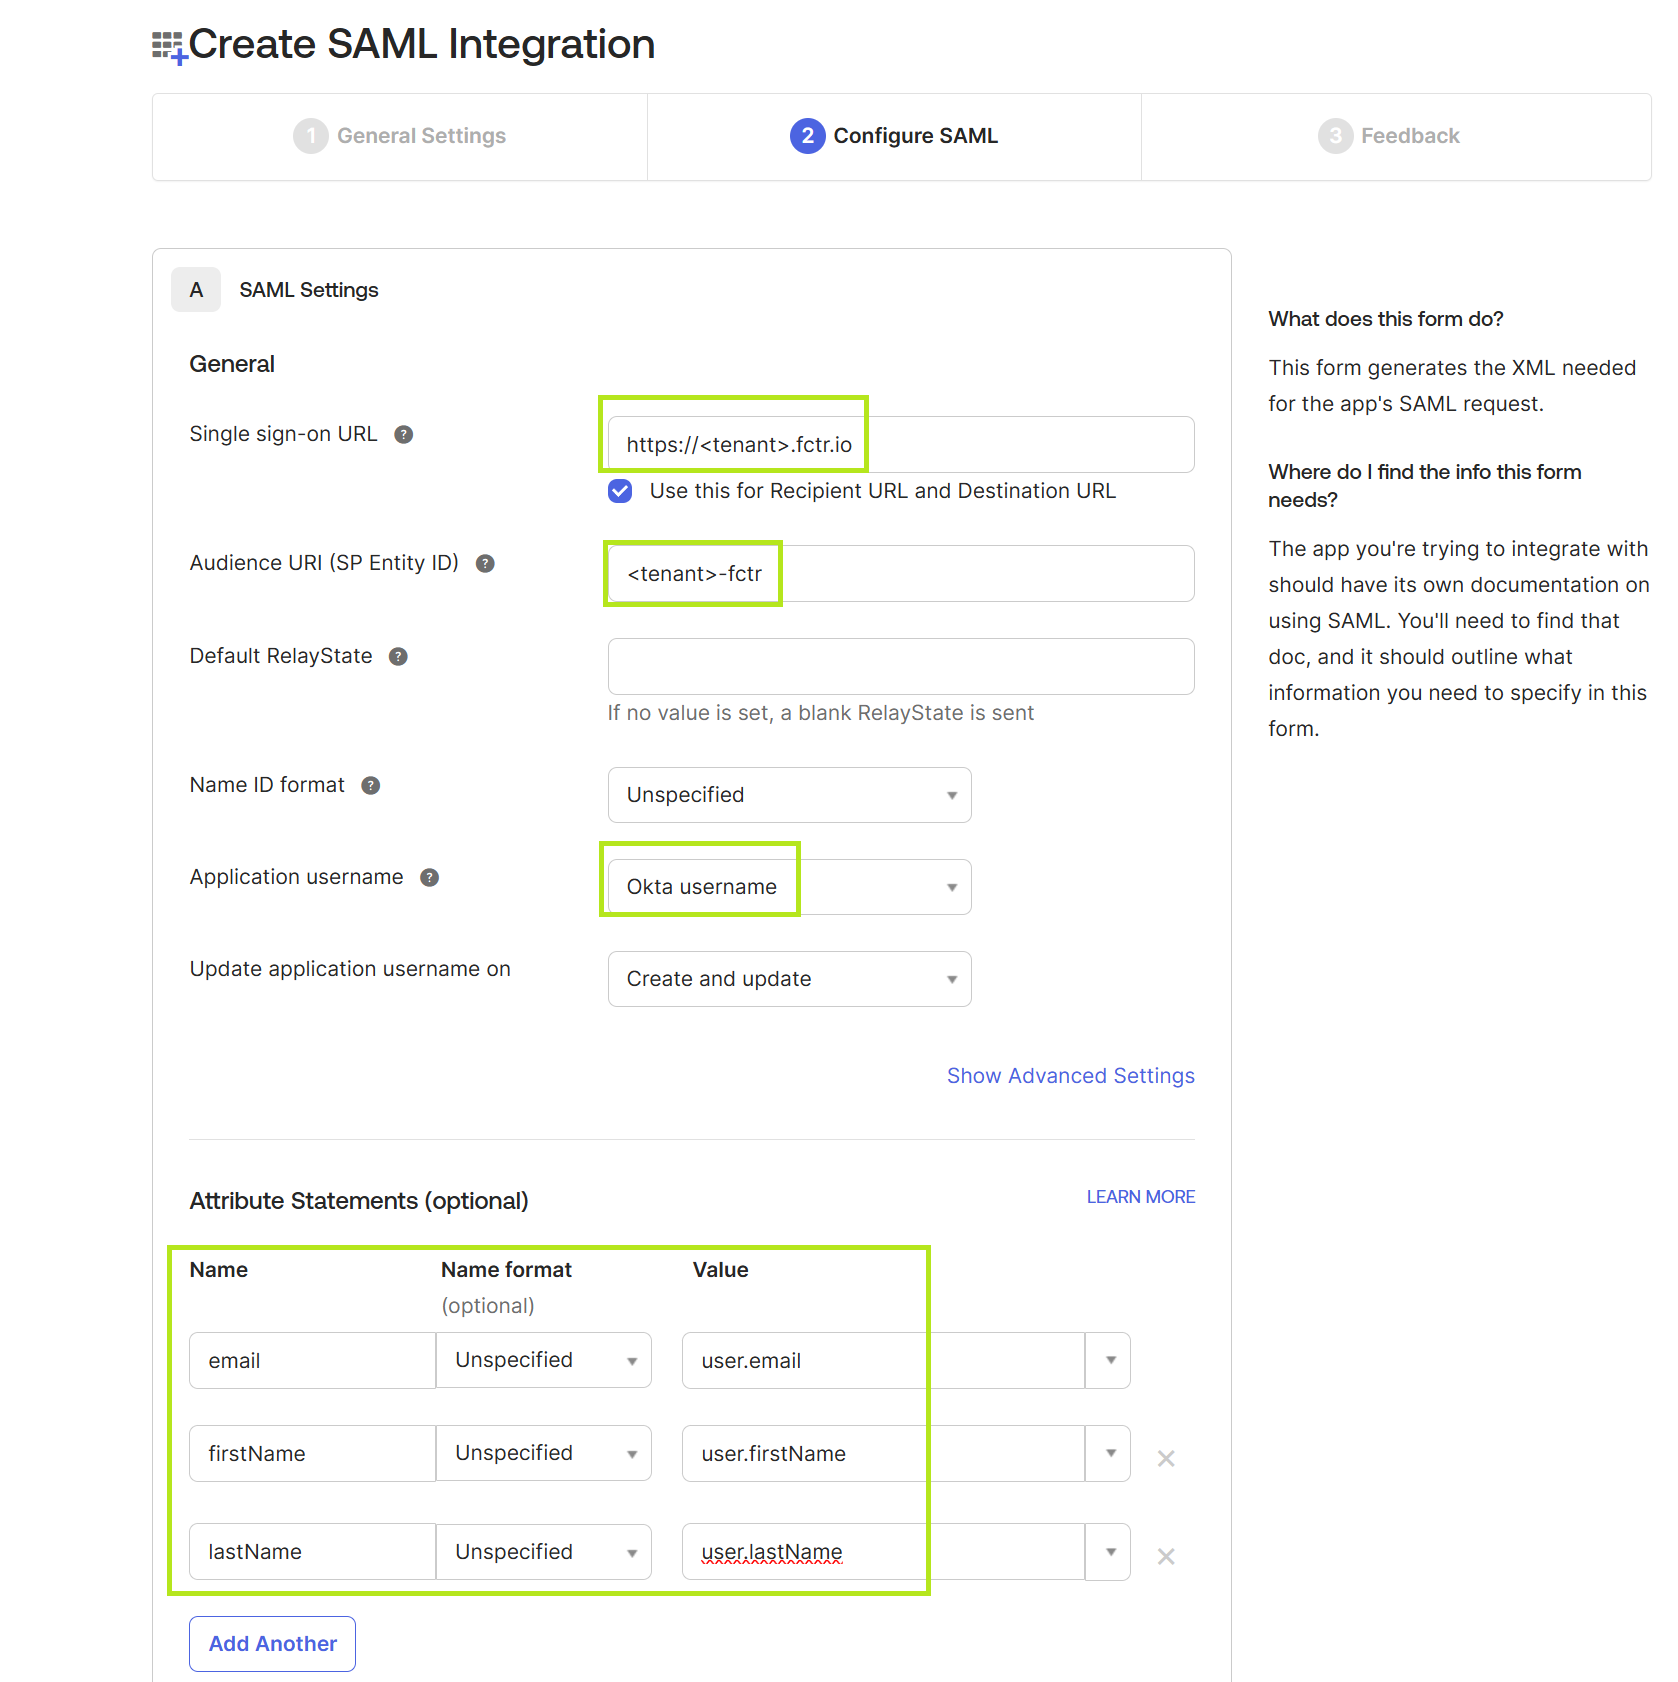 Create SAML Integration
1 General Settings
2 Configure SAML
3 Feedback
A SAML Settings
General
Single sign-on URL ?
https://<tenant>.fctr.io
Use this for Recipient URL and Destination URL
Audience URI (SP Entity ID) ?
<tenant>-fctr
Default RelayState ?
If no value is set, a blank RelayState is sent
Name ID format ?
Unspecified
Application username ?
Okta username
Update application username on
Create and update
Show Advanced Settings
Attribute Statements (optional)
LEARN MORE
Name Name format Value
(optional)
email Unspecified user.email
firstName Unspecified user.firstName
lastName Unspecified user.lastName
Add Another
What does this form do?
This form generates the XML needed
for the app's SAML request.
Where do I find the info this form
needs?
The app you're trying to integrate with
should have its own documentation on
using SAML. You'll need to find that
doc, and it should outline what
information you need to specify in this
form.